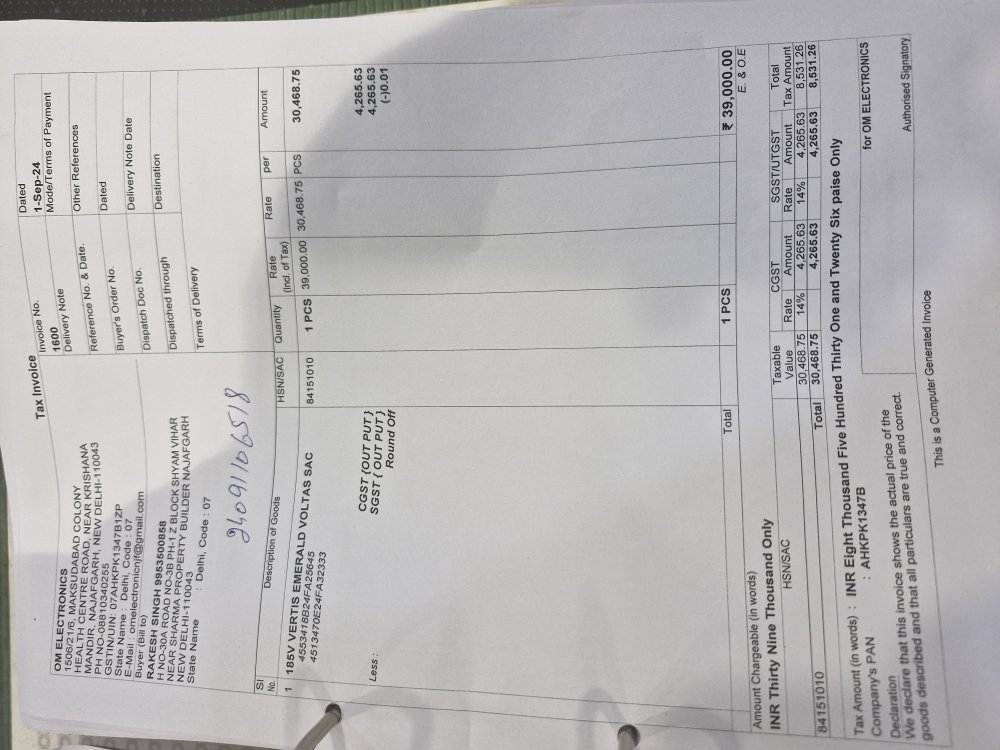 Tax Invoice
OM ELECTRONICS
1506/21/6, MAKSUDABAD COLONY
HEALTH CENTRE ROAD, NEAR KRISHANA
MANDIR, NAJAFGARH, NEW DELHI-110043
PH NO-08810340255
GSTIN/UIN: 07AHKPK1347B1ZP
State Name : Delhi, Code : 07
E-Mail : omelectronicnjf@gmail.com
Buyer (Bill to)
RAKESH SINGH 9953500858
H NO-30A ROAD NO-3B PH-1 Z BLOCK SHYAM VIHAR
NEAR SHARMA PROPERTY BUILDER NAJAFGARH
NEW DELHI-110043
State Name : Delhi, Code : 07
Invoice No. Dated
1600 1-Sep-24
Delivery Note Mode/Terms of Payment
Reference No. & Date. Other References
Buyer's Order No. Dated
Dispatch Doc No. Delivery Note Date
Dispatched through Destination
Terms of Delivery
24091106518
Sl No. Description of Goods HSN/SAC Quantity Rate (Incl. of Tax) Rate per Amount
1 185V VERTIS EMERALD VOLTAS SAC 84151010 1 PCS 39,000.00 30,468.75 PCS 30,468.75
4553418B24FA25645
4513470E24FA32333
CGST {OUT PUT } 4,265.63
SGST { OUT PUT } 4,265.63
Less : Round Off (-)0.01
Total 1 PCS ₹ 39,000.00
Amount Chargeable (in words) E. & O.E
INR Thirty Nine Thousand Only
HSN/SAC Taxable Value CGST SGST/UTGST Total Tax Amount
Rate Amount Rate Amount
84151010 30,468.75 14% 4,265.63 14% 4,265.63 8,531.26
Total 30,468.75 4,265.63 4,265.63 8,531.26
Tax Amount (in words) : INR Eight Thousand Five Hundred Thirty One and Twenty Six paise Only
Company's PAN : AHKPK1347B
Declaration
We declare that this invoice shows the actual price of the
goods described and that all particulars are true and correct.
for OM ELECTRONICS
Authorised Signatory
This is a Computer Generated Invoice